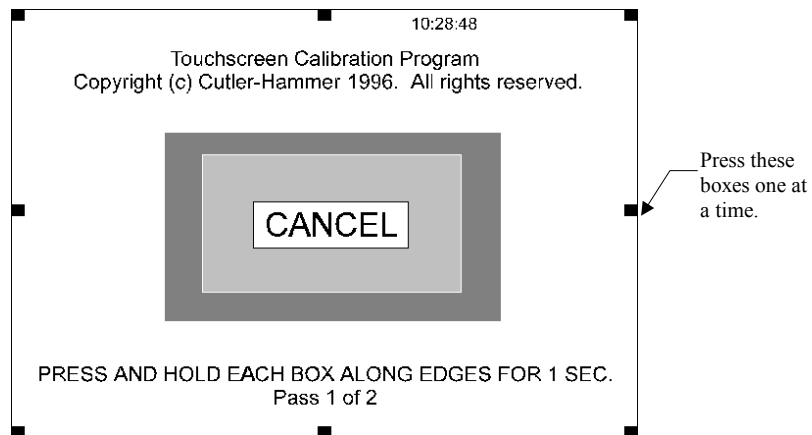 10:28:48
Touchscreen Calibration Program
Copyright (c) Cutler-Hammer 1996.  All rights reserved.
CANCEL
Press these
boxes one at
a time.
PRESS AND HOLD EACH BOX ALONG EDGES FOR 1 SEC.
Pass 1 of 2